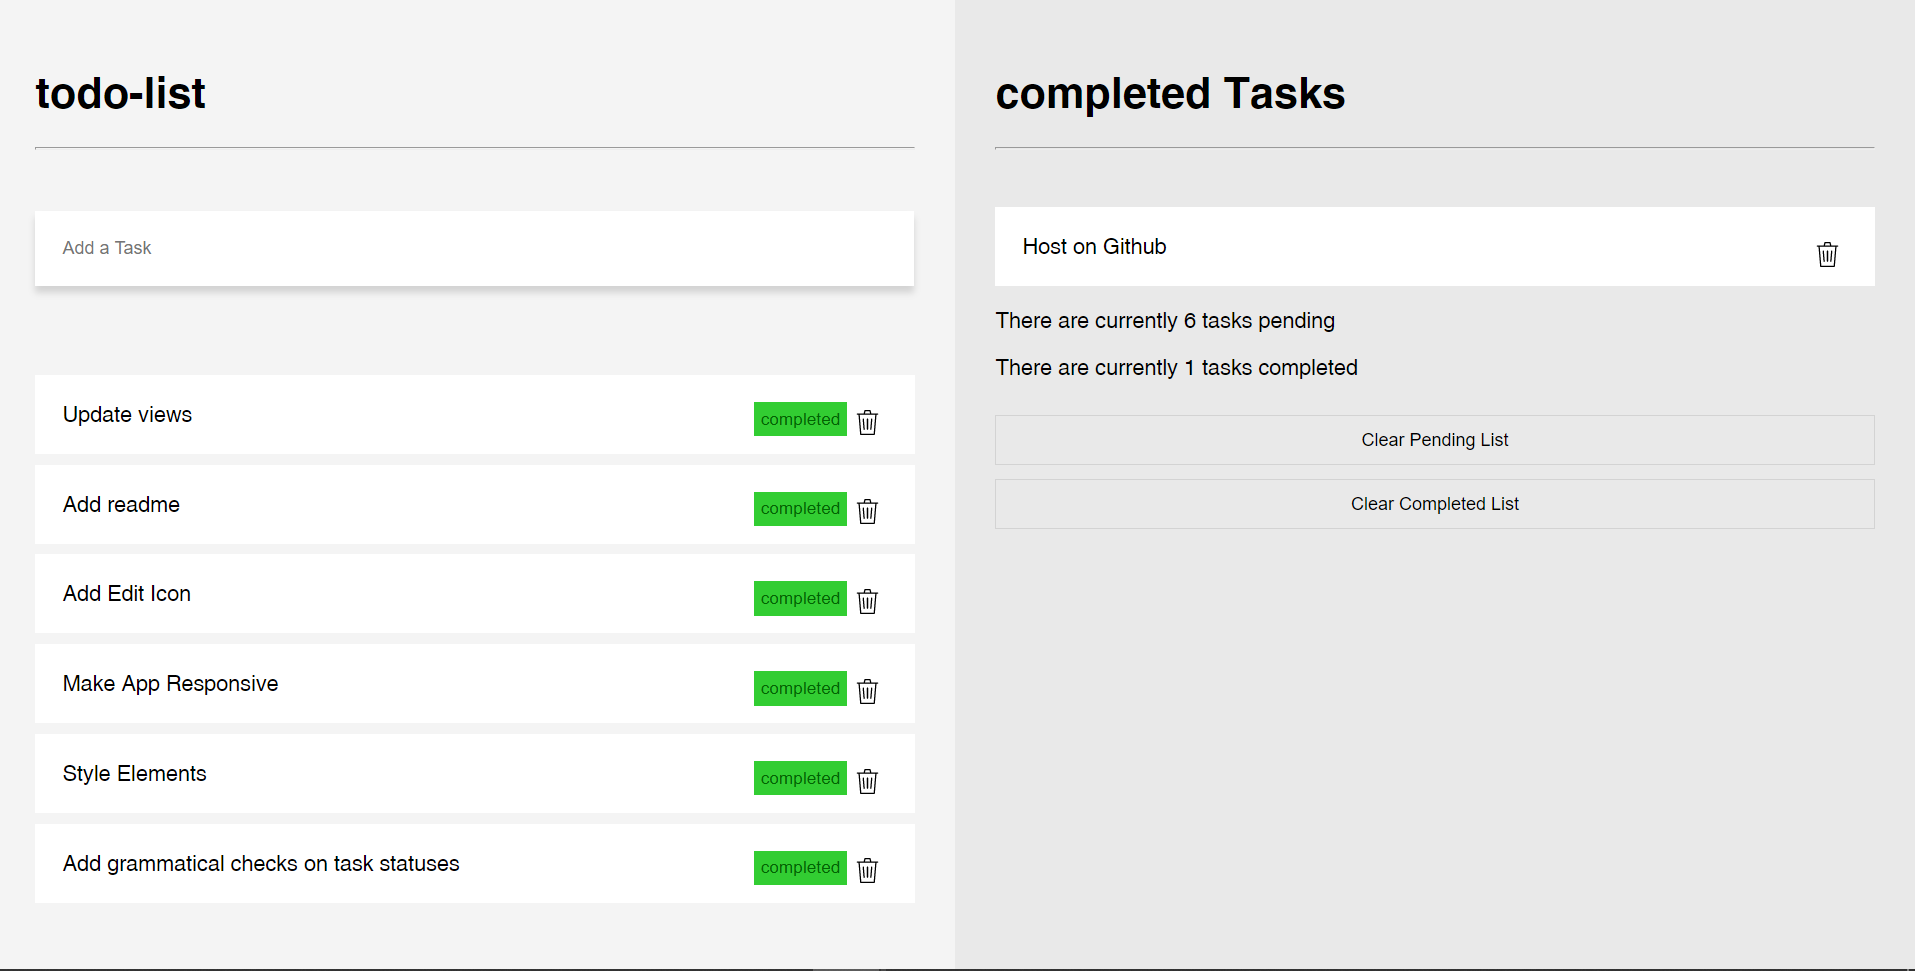 todo-list
Add a Task
Update views
completed
Add readme
completed
Add Edit Icon
completed
Make App Responsive
completed
Style Elements
completed
Add grammatical checks on task statuses
completed
completed Tasks
Host on Github
There are currently 6 tasks pending
There are currently 1 tasks completed
Clear Pending List
Clear Completed List